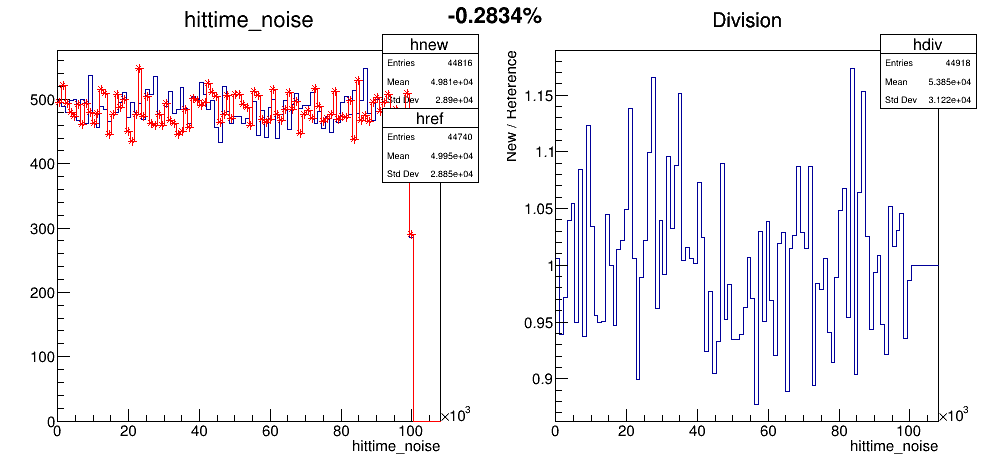 hittime_noise
-0.2834%
Division
hnew
Entries 44816
Mean 4.981e+04
Std Dev 2.89e+04
href
Entries 44740
Mean 4.995e+04
Std Dev 2.885e+04
500
400
300
200
100
0
0 20 40 60 80 100
×10³
hittime_noise
hdiv
Entries 44918
Mean 5.385e+04
Std Dev 3.122e+04
New / Reference
1.15
1.1
1.05
1
0.95
0.9
0 20 40 60 80 100
×10³
hittime_noise